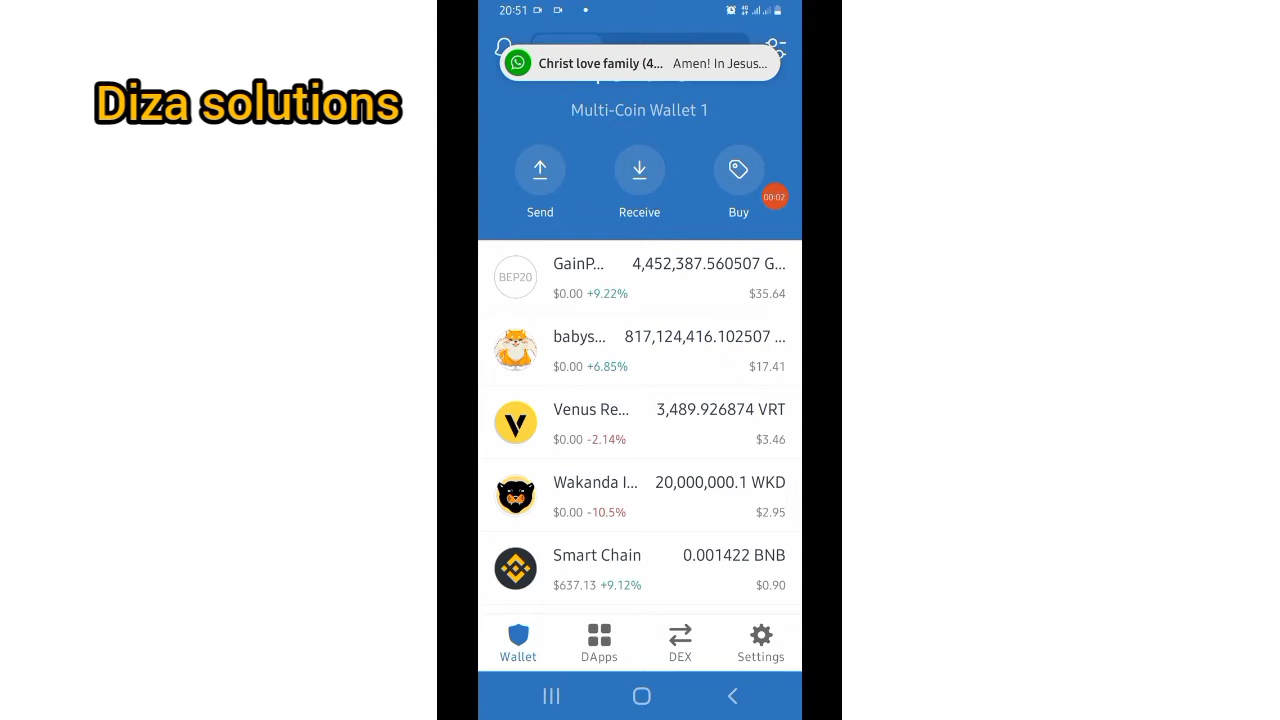 Diza solutions
20:51
Christ love family (4... Amen! In Jesus...
Multi-Coin Wallet 1
Send Receive Buy
00:02
BEP20
GainP... 4,452,387.560507 G...
$0.00 +9.22% $35.64
babys... 817,124,416.102507 ...
$0.00 +6.85% $17.41
Venus Re... 3,489.926874 VRT
$0.00 -2.14% $3.46
Wakanda I... 20,000,000.1 WKD
$0.00 -10.5% $2.95
Smart Chain 0.001422 BNB
$637.13 +9.12% $0.90
Wallet DApps DEX Settings